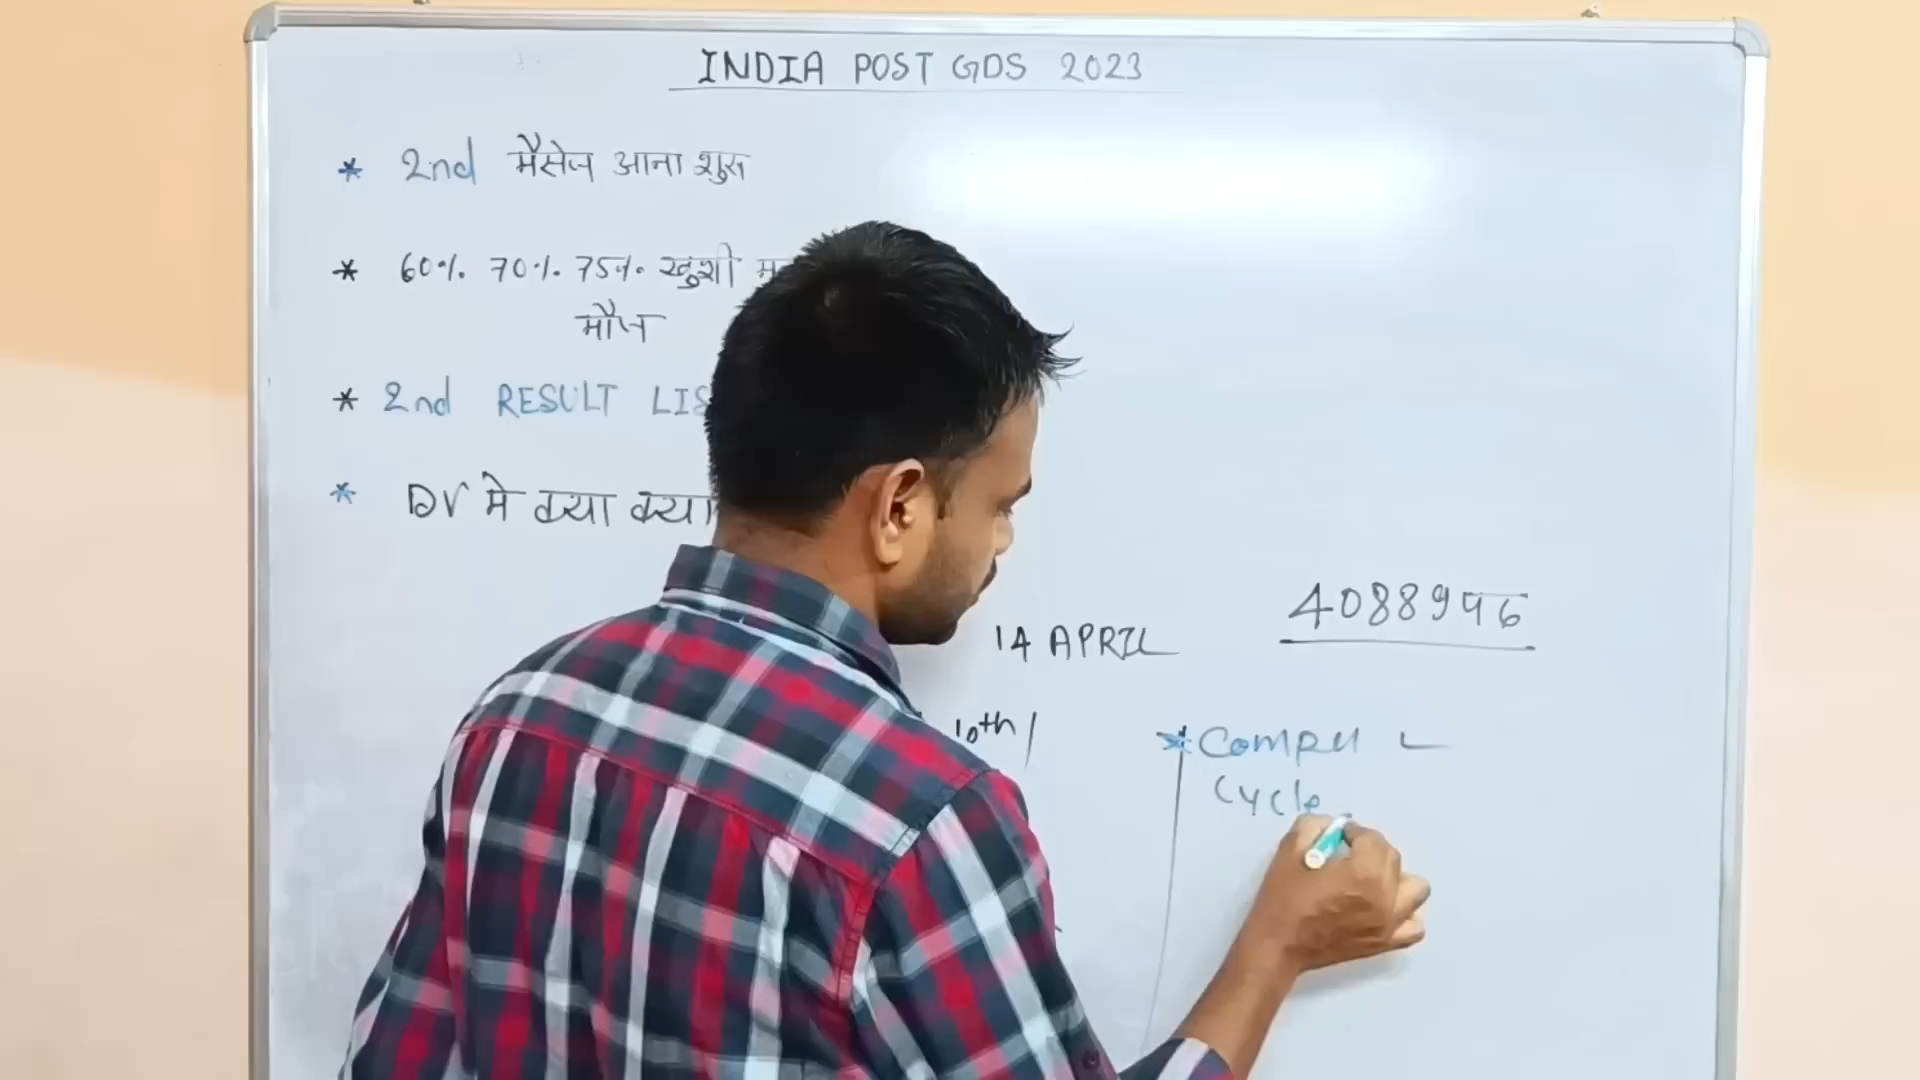 INDIA POST GDS 2023
* 2nd मैसेज आना शुरु
* 60% 70% 75% खुशी
मौज
* 2nd RESULT
* DV मे क्या क्या
4088956
14 APRIL
10th /
* Compu
Cycle